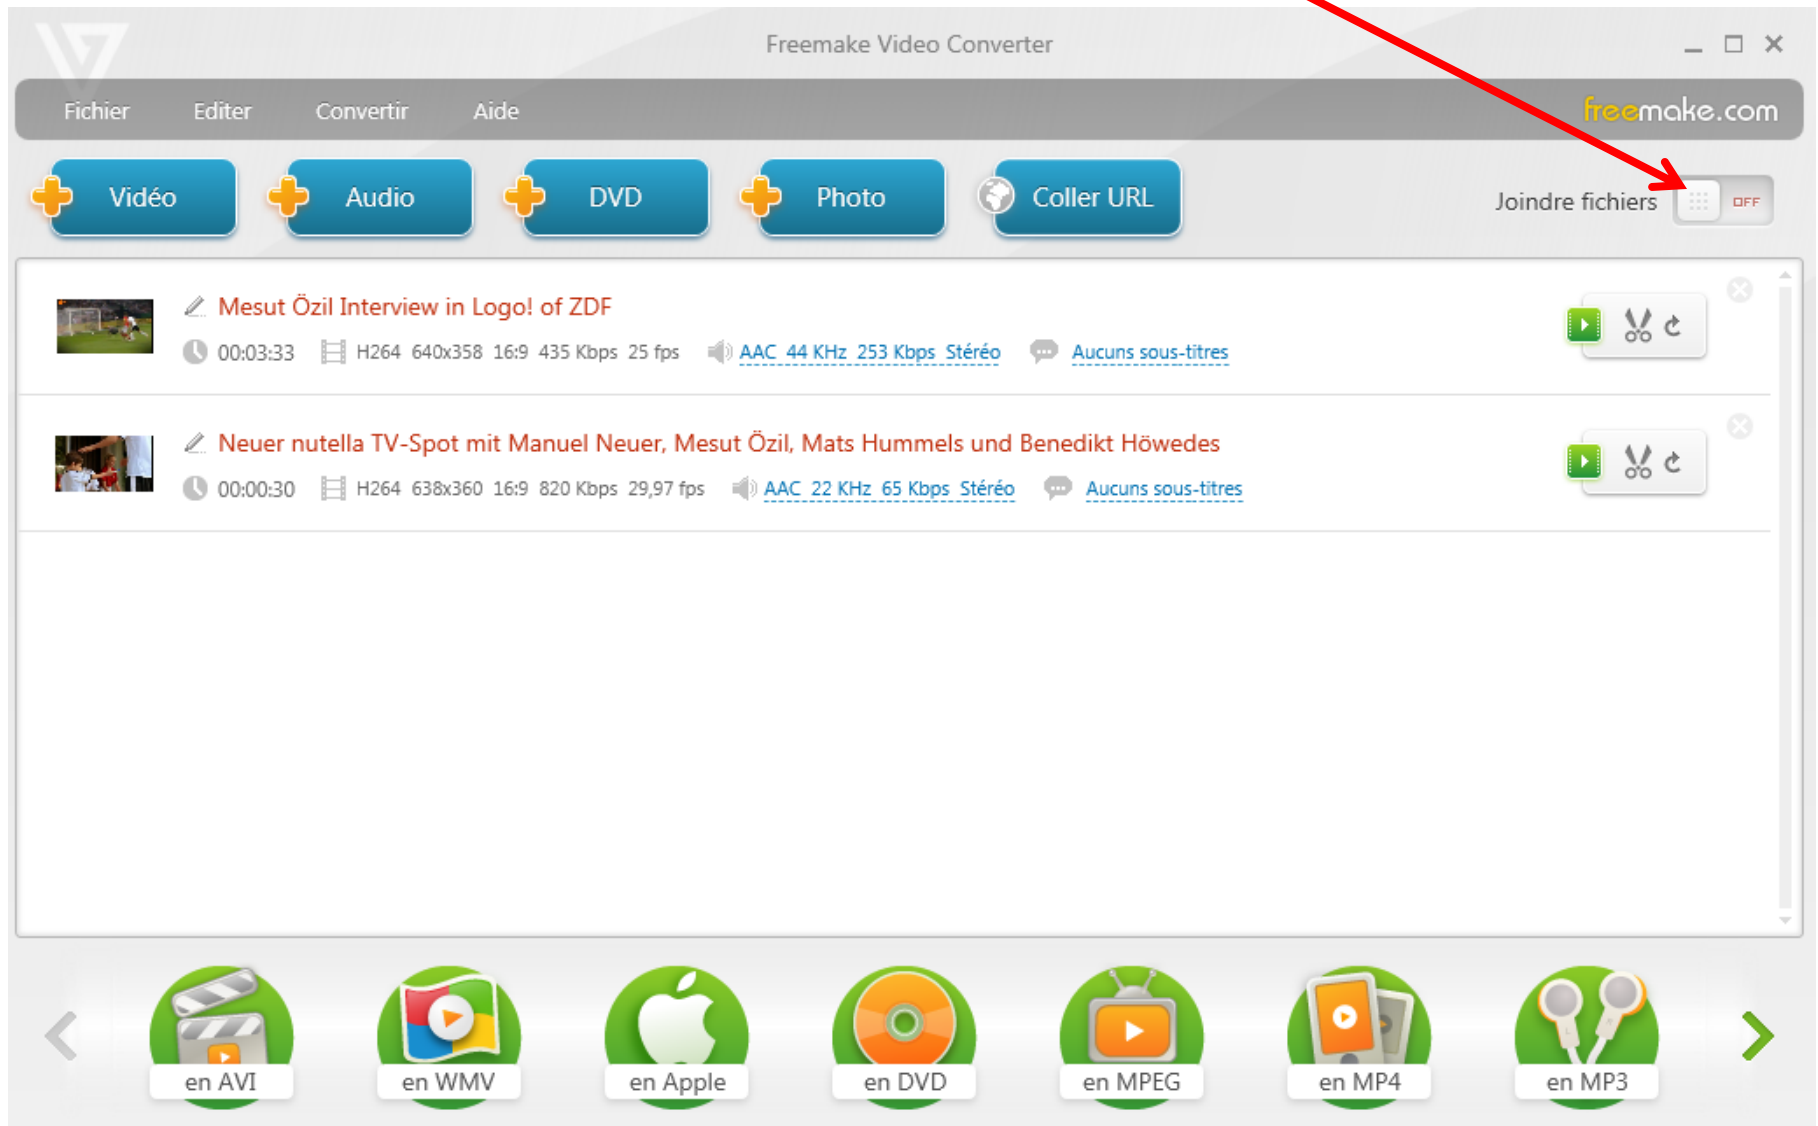 Freemake Video Converter
Fichier Editer Convertir Aide freemake.com
Vidéo Audio DVD Photo Coller URL Joindre fichiers OFF
Mesut Özil Interview in Logo! of ZDF
00:03:33 H264 640x358 16:9 435 Kbps 25 fps AAC 44 KHz 253 Kbps Stéréo Aucuns sous-titres
Neuer nutella TV-Spot mit Manuel Neuer, Mesut Özil, Mats Hummels und Benedikt Höwedes
00:00:30 H264 638x360 16:9 820 Kbps 29,97 fps AAC 22 KHz 65 Kbps Stéréo Aucuns sous-titres
en AVI en WMV en Apple en DVD en MPEG en MP4 en MP3